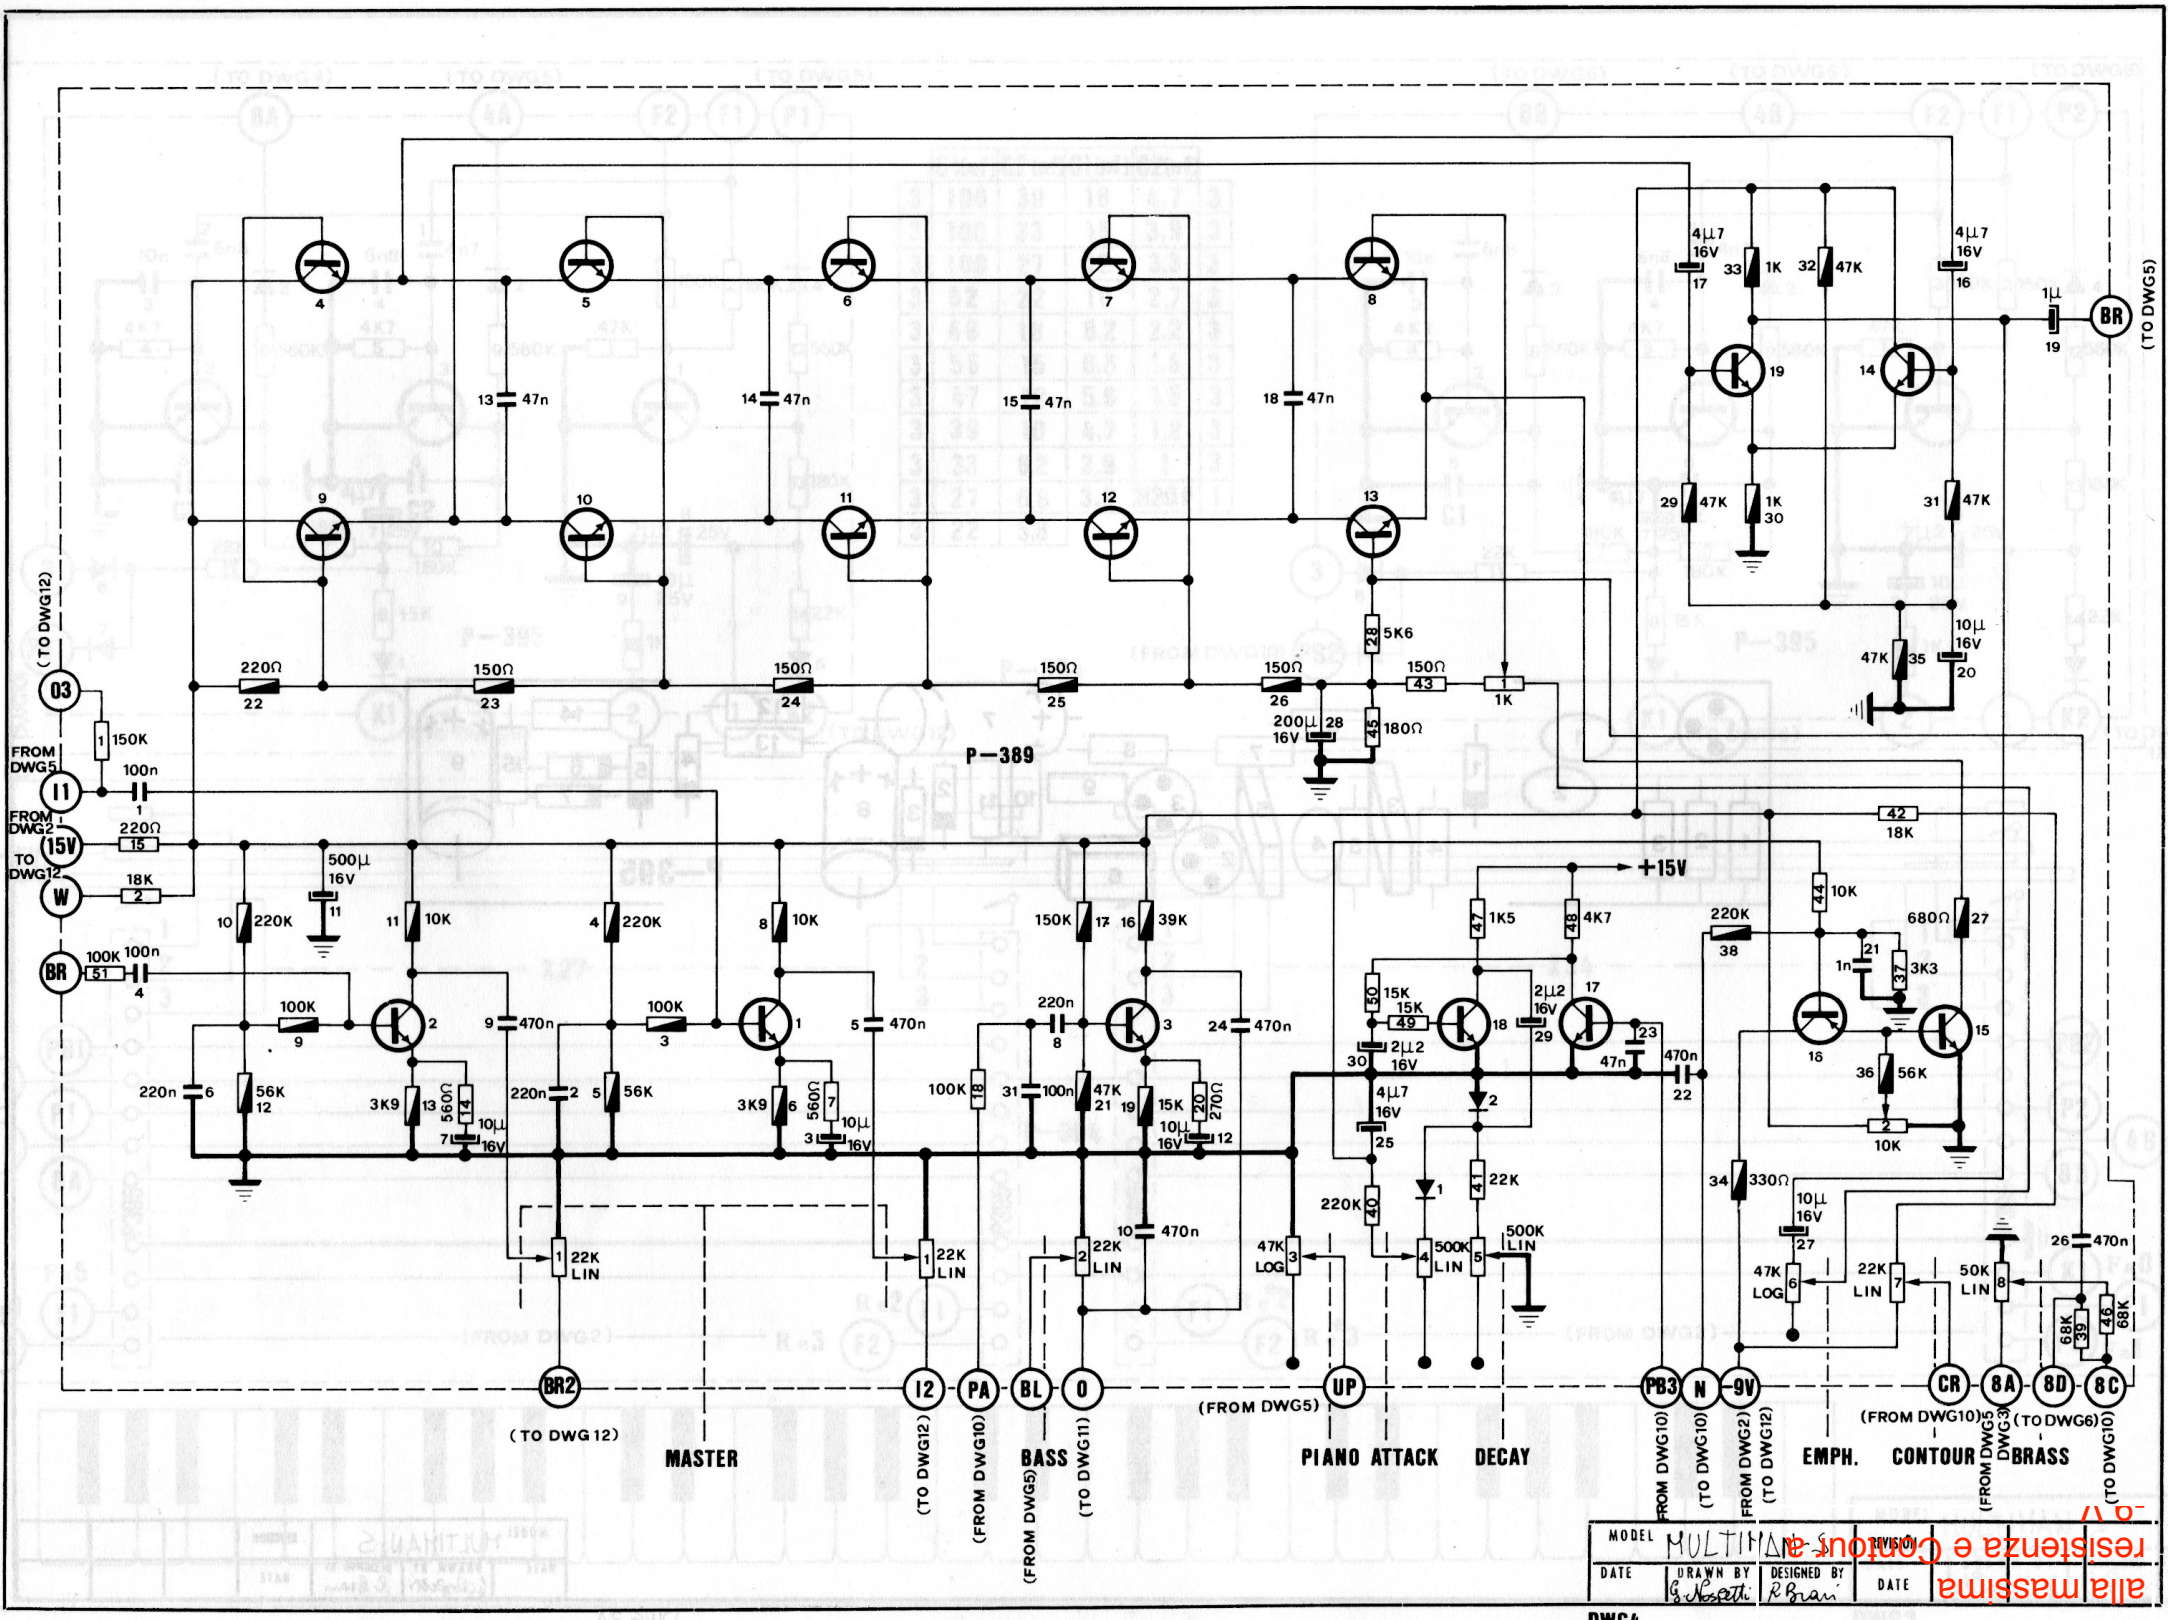 4μ7
16V
17
33
1K
32
47K
4μ7
16V
16
1μ
19
BR
(TO DWG5)
4
5
6
7
8
19
14
13
47n
14
47n
15
47n
18
47n
9
10
11
12
13
29
47K
1K
30
31
47K
28
5K6
10μ
16V
20
47K
35
(TO DWG12)
03
220Ω
22
150Ω
23
150Ω
24
150Ω
25
150Ω
26
150Ω
43
1
1K
200μ
16V
28
45
180Ω
P-389
1
150K
FROM
DWG5
I1
100n
1
FROM
DWG2
15V
220Ω
15
TO
DWG12
W
18K
2
500μ
16V
11
42
18K
+15V
10
220K
11
10K
4
220K
8
10K
150K
17
16
39K
47
1K5
48
4K7
220K
38
44
10K
21
1n
37
3K3
680Ω
27
BR
100K
51
100n
4
100K
9
2
9
470n
100K
3
1
5
470n
220n
8
3
24
470n
50
15K
15K
49
18
2μ2
16V
29
17
23
47n
470n
22
16
15
30
2μ2
16V
220n
6
56K
12
3K9
13
560Ω
14
7
10μ
16V
220n
2
5
56K
3K9
6
560Ω
7
3
10μ
16V
100K
18
31
100n
47K
21
19
15K
20
270Ω
10μ
16V
12
4μ7
16V
25
2
36
56K
2
10K
220K
40
1
41
22K
34
330Ω
10μ
16V
27
10
470n
1
22K
LIN
1
22K
LIN
2
22K
LIN
47K
LOG
3
4
500K
LIN
5
500K
LIN
47K
LOG
6
22K
LIN
7
50K
LIN
8
26
470n
68K
39
46
68K
BR2
I2
PA
BL
O
UP
PB3
N
-9V
CR
8A
8D
8C
(TO DWG12)
(TO DWG12)
(FROM DWG10)
(FROM DWG5)
(TO DWG11)
(FROM DWG5)
(FROM DWG10)
(TO DWG10)
(FROM DWG2)
(TO DWG12)
(FROM DWG10)
(FROM DWG5
DWG3)
(TO DWG6)
(TO DWG10)
MASTER
BASS
PIANO
ATTACK
DECAY
EMPH.
CONTOUR
BRASS
MODEL
MULTIMAN-S
REVISION
DATE
DRAWN BY
DESIGNED BY
DATE
alla massima
resistenza e Contour a
-9 V
DWG4